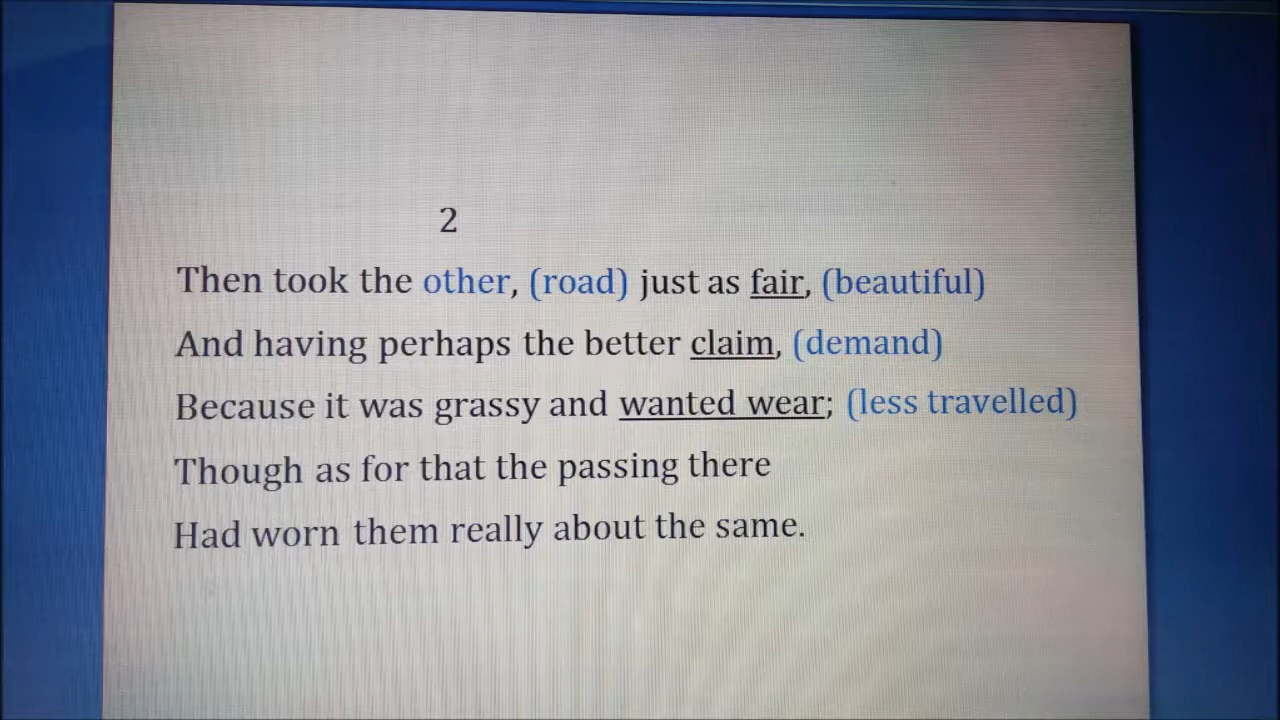 2
Then took the other, (road) just as fair, (beautiful)
And having perhaps the better claim, (demand)
Because it was grassy and wanted wear; (less travelled)
Though as for that the passing there
Had worn them really about the same.